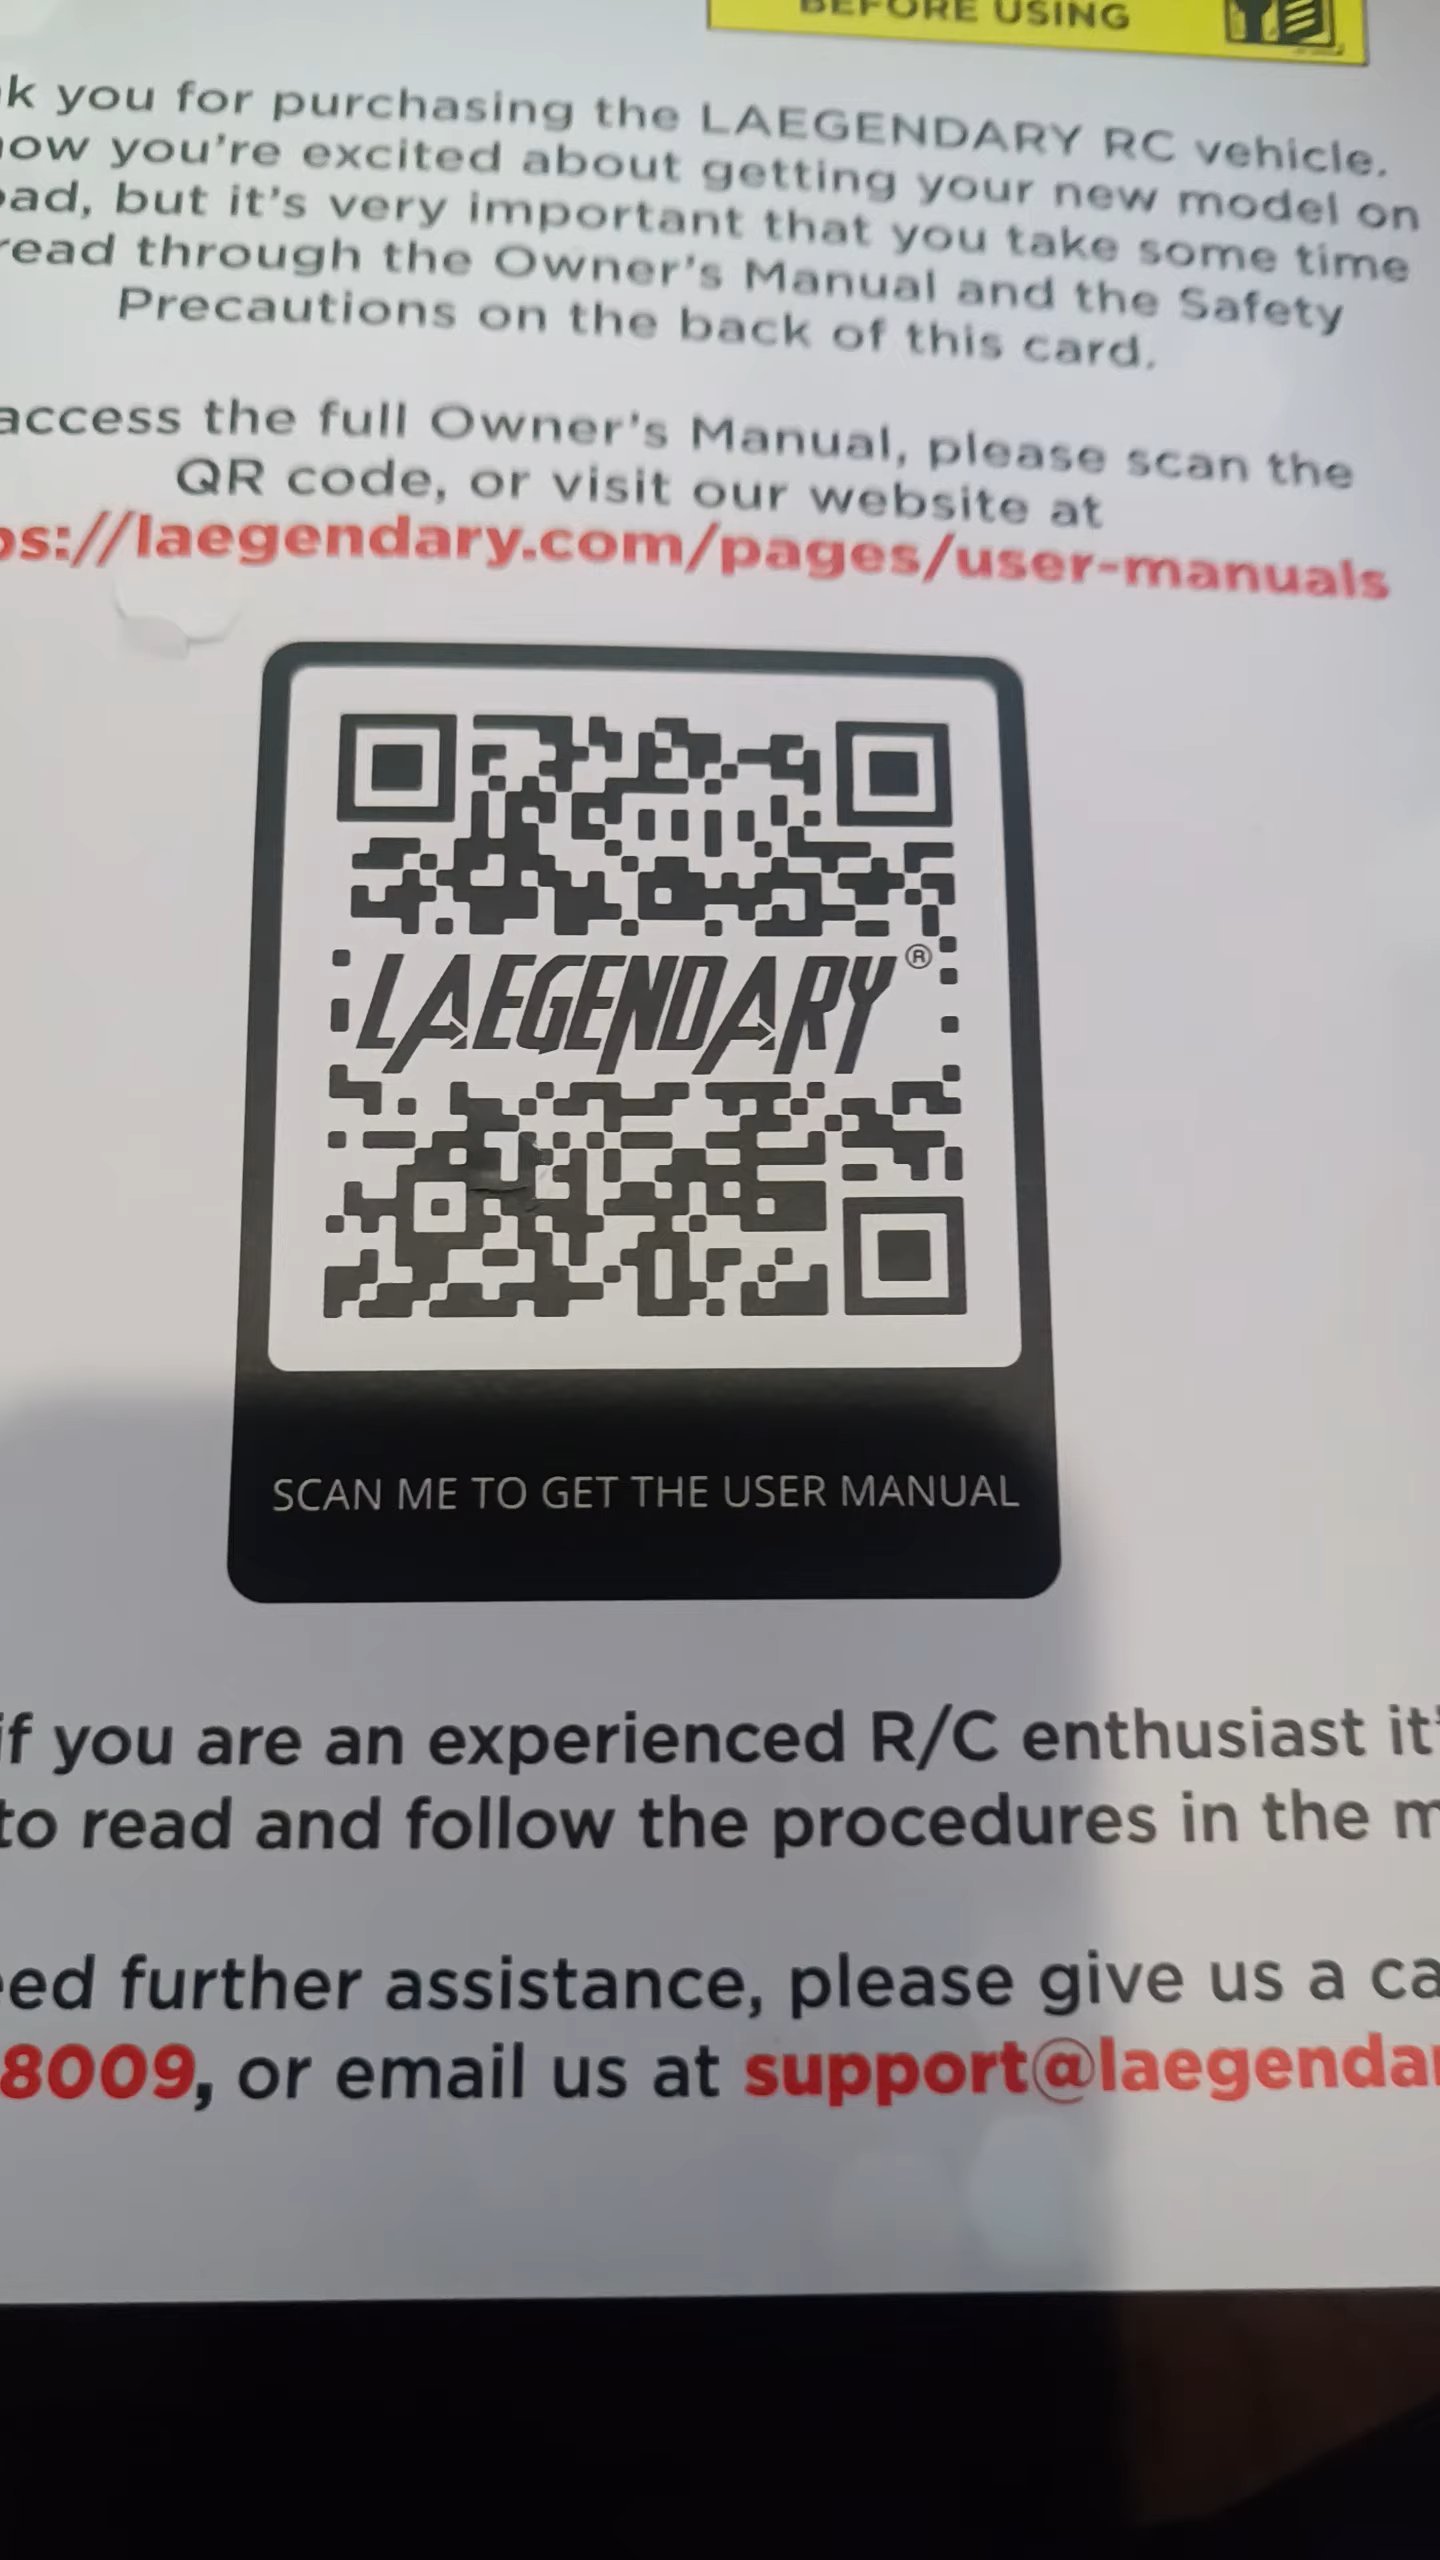 BEFORE USING
k you for purchasing the LAEGENDARY RC vehicle.
ow you're excited about getting your new model on
ad, but it's very important that you take some time
read through the Owner's Manual and the Safety
Precautions on the back of this card.
access the full Owner's Manual, please scan the
QR code, or visit our website at
ps://laegendary.com/pages/user-manuals
LAEGENDARY®
SCAN ME TO GET THE USER MANUAL
if you are an experienced R/C enthusiast it'
to read and follow the procedures in the m
eed further assistance, please give us a ca
8009, or email us at support@laegendar